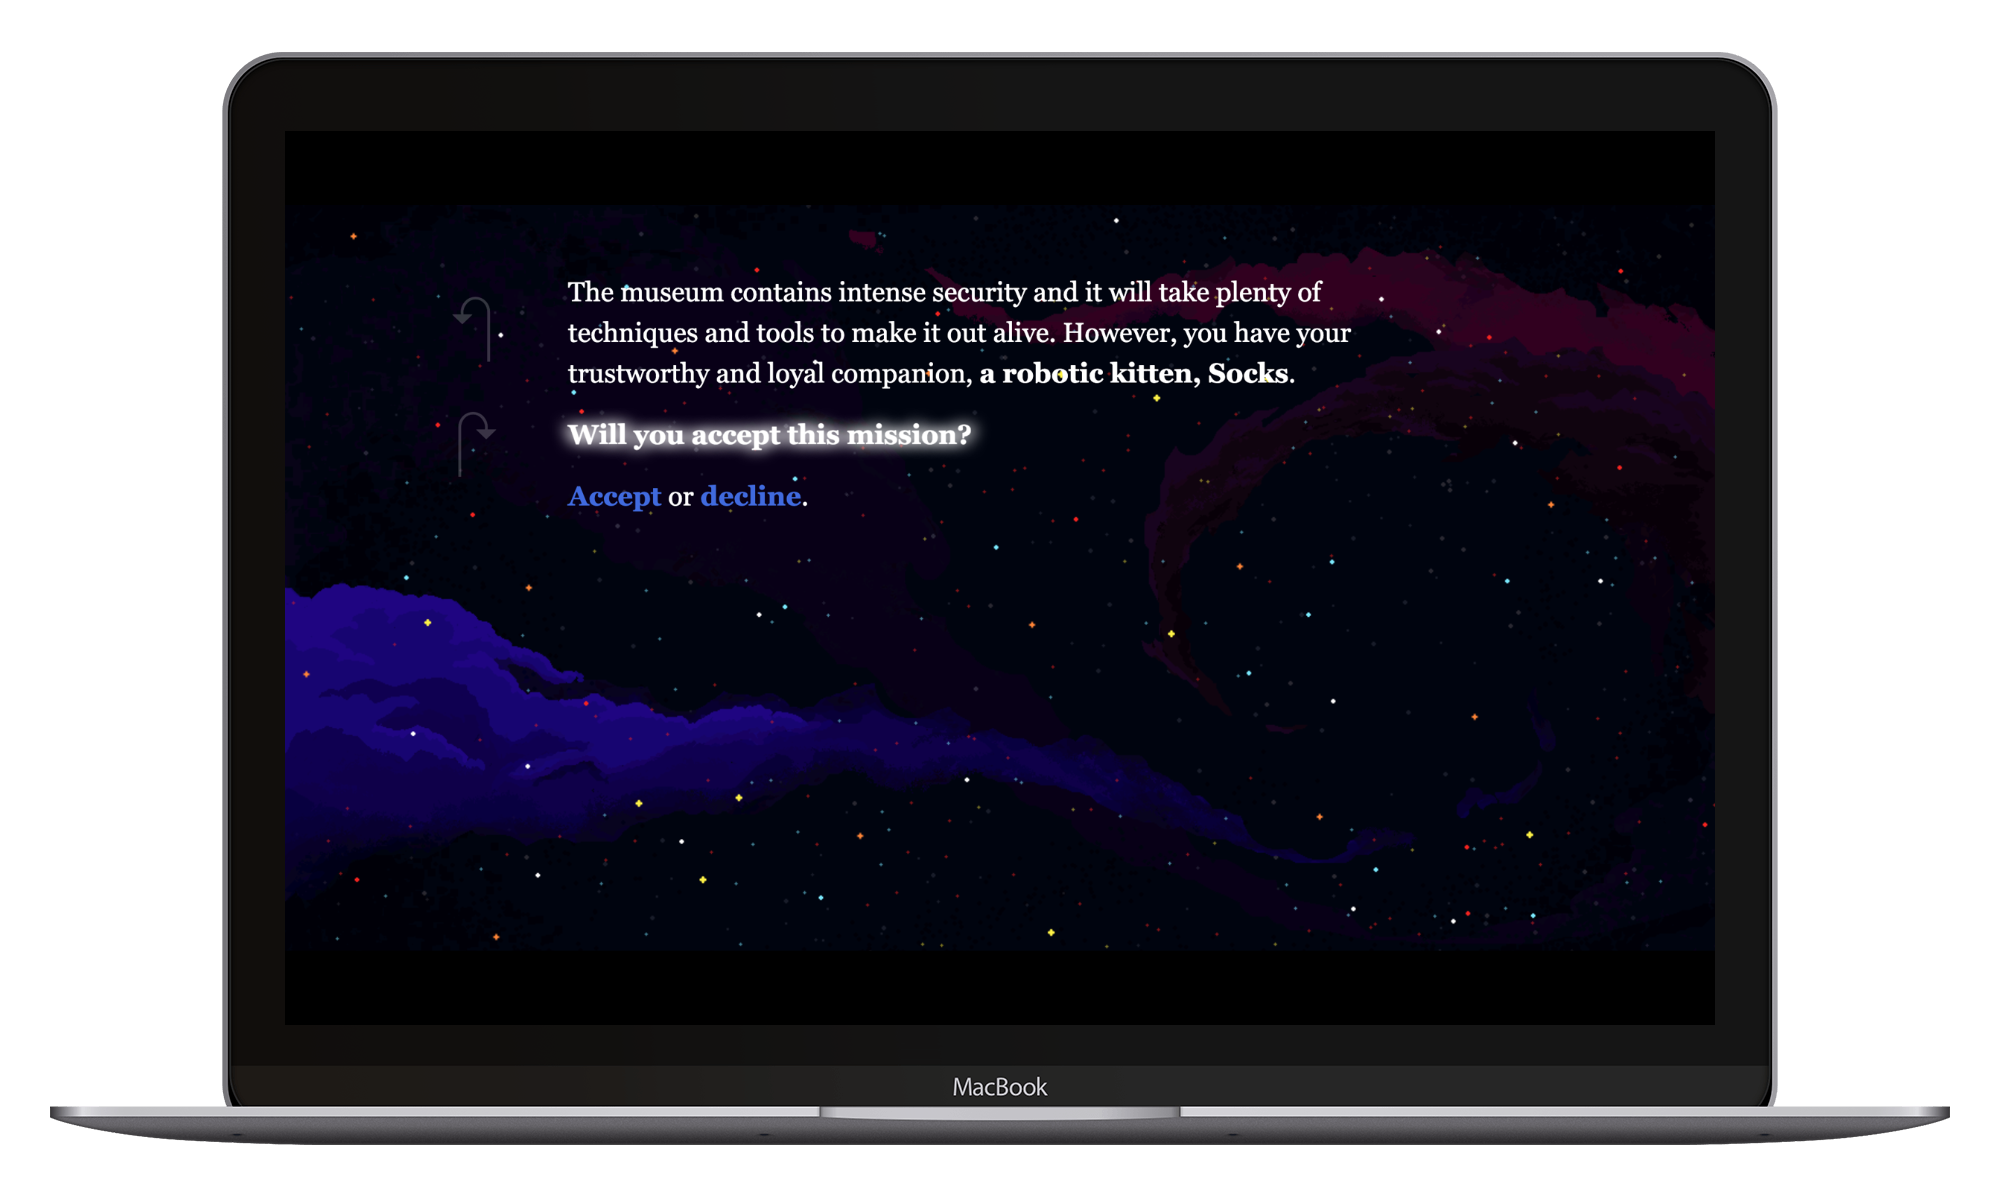 The museum contains intense security and it will take plenty of
techniques and tools to make it out alive. However, you have your
trustworthy and loyal companion, a robotic kitten, Socks.
Will you accept this mission?
Accept or decline.
MacBook